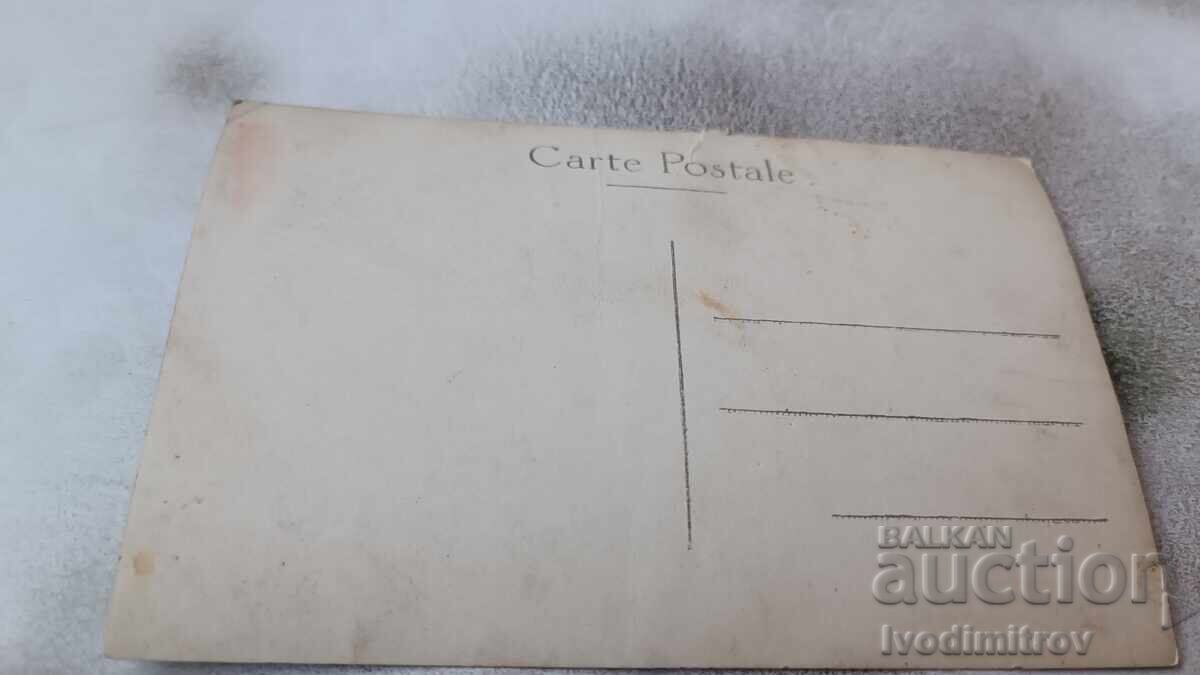 Carte Postale
BALKAN
auction
Ivodimitrov